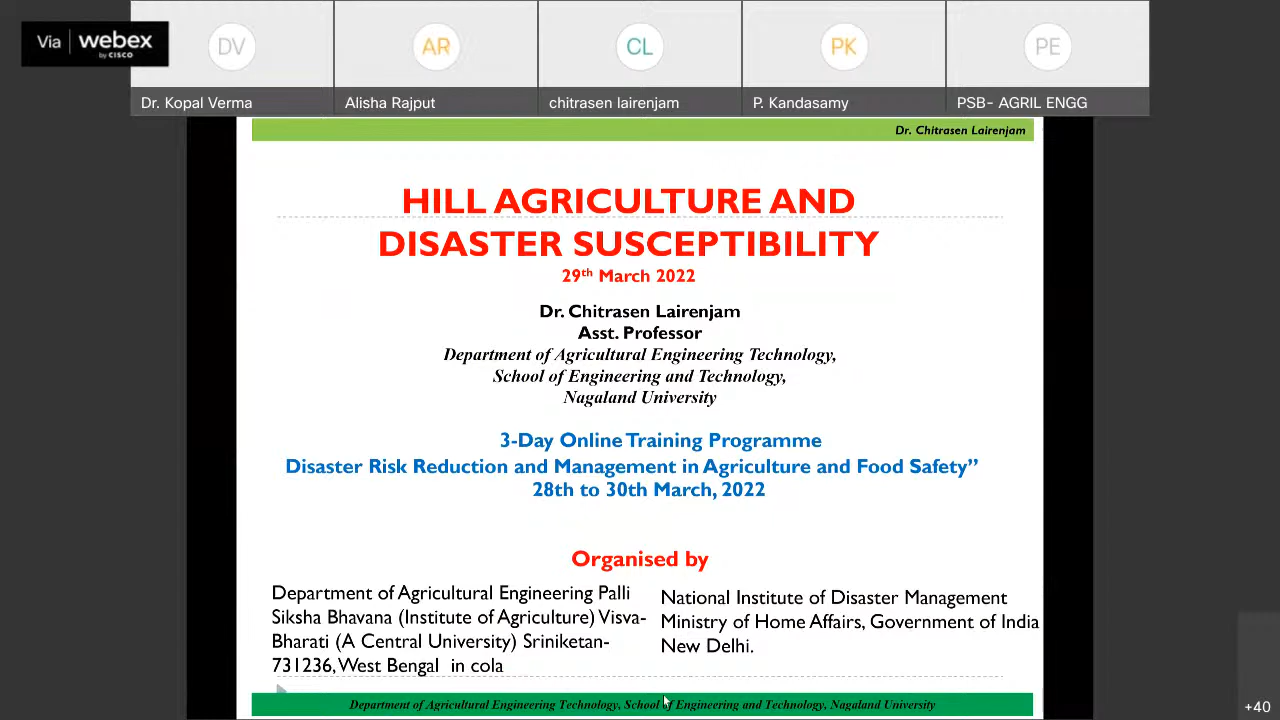 Via webex
by CISCO
DV
AR
CL
PK
PE
Dr. Kopal Verma
Alisha Rajput
chitrasen lairenjam
P. Kandasamy
PSB- AGRIL ENGG
Dr. Chitrasen Lairenjam
HILL AGRICULTURE AND
DISASTER SUSCEPTIBILITY
29th March 2022
Dr. Chitrasen Lairenjam
Asst. Professor
Department of Agricultural Engineering Technology,
School of Engineering and Technology,
Nagaland University
3-Day Online Training Programme
Disaster Risk Reduction and Management in Agriculture and Food Safety”
28th to 30th March, 2022
Organised by
Department of Agricultural Engineering Palli
Siksha Bhavana (Institute of Agriculture) Visva-
Bharati (A Central University) Sriniketan-
731236, West Bengal in cola
National Institute of Disaster Management
Ministry of Home Affairs, Government of India
New Delhi.
Department of Agricultural Engineering Technology, School of Engineering and Technology, Nagaland University
+40